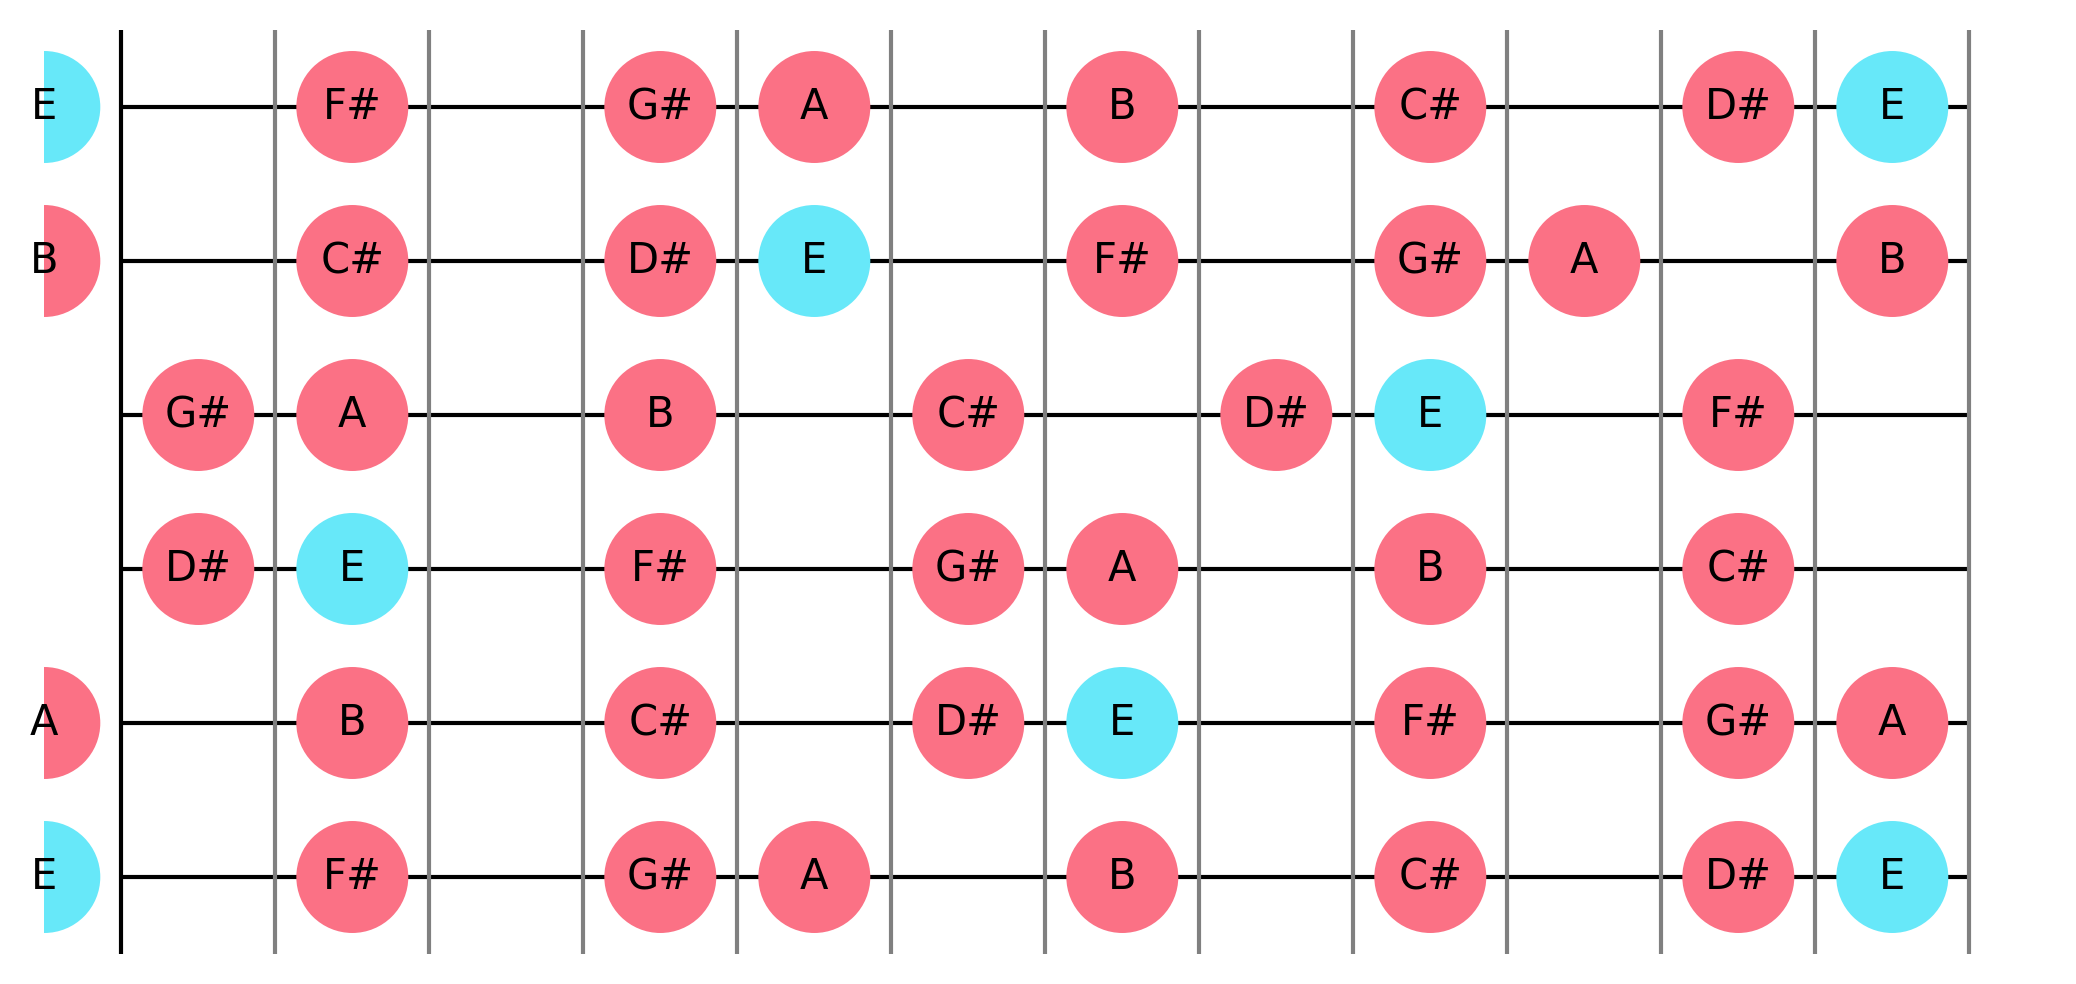 E F# G# A B C# D# E
B C# D# E F# G# A B
G# A B C# D# E F#
D# E F# G# A B C#
A B C# D# E F# G# A
E F# G# A B C# D# E